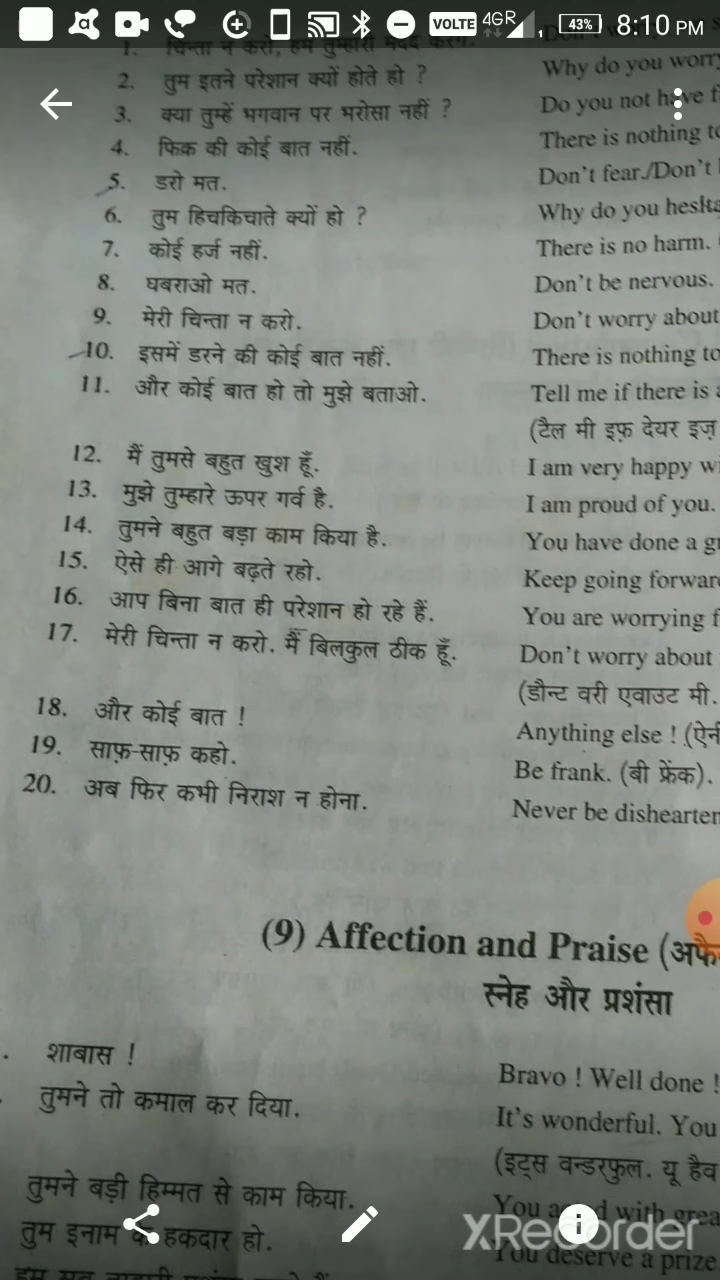 VOLTE 4G R 43% 8:10 PM
1. चिन्ता न करो, हम तुम्हारी मदद करेंगे.
2. तुम इतने परेशान क्यों होते हो ? Why do you worry
3. क्या तुम्हें भगवान पर भरोसा नहीं ? Do you not have f
4. फिक्र की कोई बात नहीं. There is nothing to
5. डरो मत. Don't fear./Don't
6. तुम हिचकिचाते क्यों हो ? Why do you hesita
7. कोई हर्ज नहीं. There is no harm. (
8. घबराओ मत. Don't be nervous.
9. मेरी चिन्ता न करो. Don't worry about
10. इसमें डरने की कोई बात नहीं. There is nothing to
11. और कोई बात हो तो मुझे बताओ. Tell me if there is a
(टैल मी इफ़ देयर इज़
12. मैं तुमसे बहुत खुश हूँ. I am very happy wi
13. मुझे तुम्हारे ऊपर गर्व है. I am proud of you.
14. तुमने बहुत बड़ा काम किया है. You have done a gr
15. ऐसे ही आगे बढ़ते रहो. Keep going forward
16. आप बिना बात ही परेशान हो रहे हैं. You are worrying f
17. मेरी चिन्ता न करो. मैं बिलकुल ठीक हूँ. Don't worry about
(डौन्ट वरी एवाउट मी.
18. और कोई बात ! Anything else ! (ऐनी
19. साफ़-साफ़ कहो. Be frank. (बी फ्रेंक).
20. अब फिर कभी निराश न होना. Never be dishearten
(9) Affection and Praise (अफै
स्नेह और प्रशंसा
शाबास ! Bravo ! Well done !
तुमने तो कमाल कर दिया. It's wonderful. You
(इट्स वन्डरफुल. यू हैव
तुमने बड़ी हिम्मत से काम किया. You acted with grea
तुम इनाम के हकदार हो. You deserve a prize
XRecorder